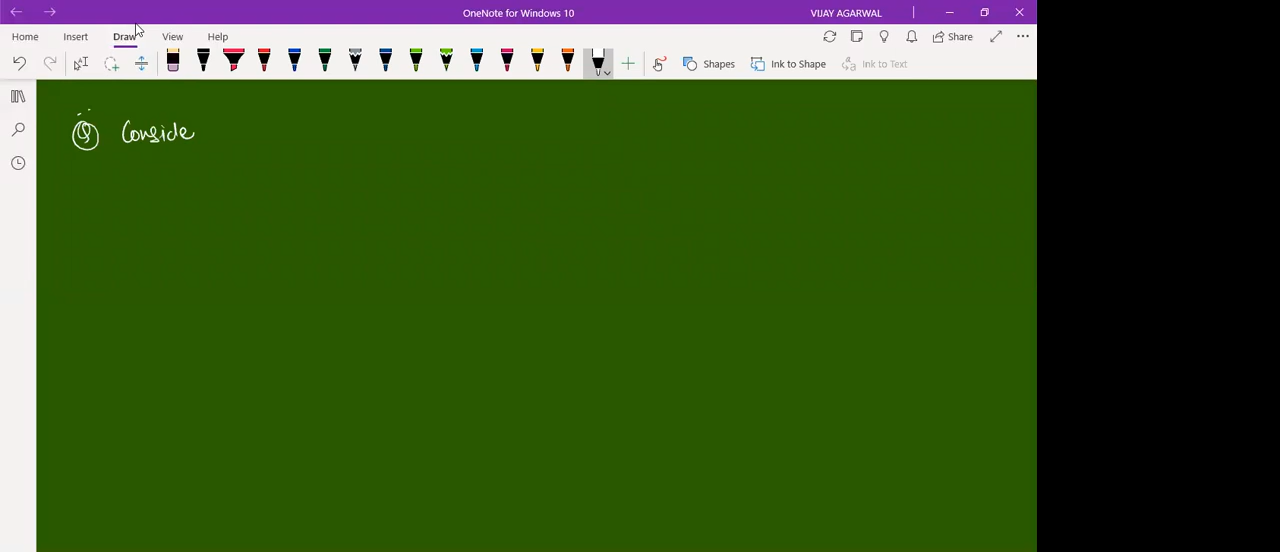 OneNote for Windows 10
VIJAY AGARWAL
Home Insert Draw View Help
Share
Shapes Ink to Shape Ink to Text
Q Conside